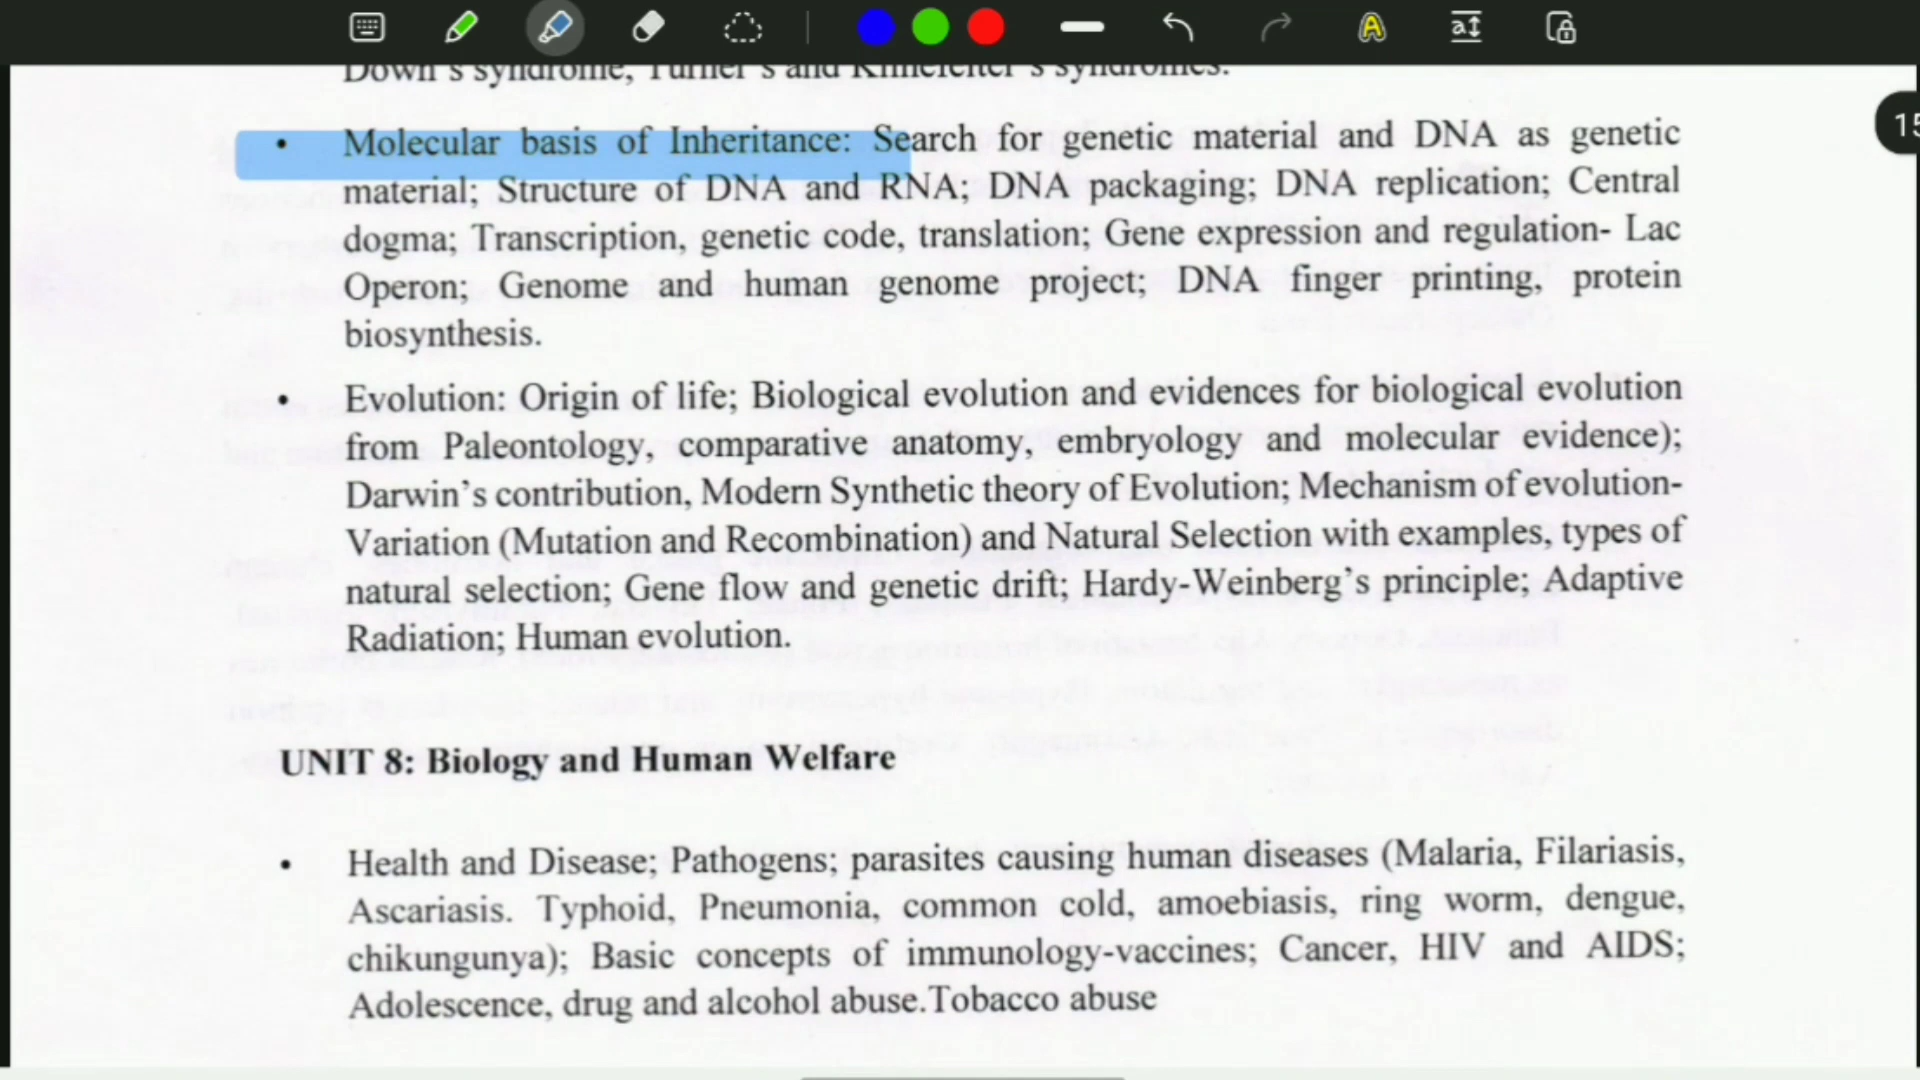 Down's syndrome, Turner's and Klinefelter's syndromes.
15
• Molecular basis of Inheritance: Search for genetic material and DNA as genetic
material; Structure of DNA and RNA; DNA packaging; DNA replication; Central
dogma; Transcription, genetic code, translation; Gene expression and regulation- Lac
Operon; Genome and human genome project; DNA finger printing, protein
biosynthesis.
• Evolution: Origin of life; Biological evolution and evidences for biological evolution
from Paleontology, comparative anatomy, embryology and molecular evidence);
Darwin's contribution, Modern Synthetic theory of Evolution; Mechanism of evolution-
Variation (Mutation and Recombination) and Natural Selection with examples, types of
natural selection; Gene flow and genetic drift; Hardy-Weinberg's principle; Adaptive
Radiation; Human evolution.
UNIT 8: Biology and Human Welfare
• Health and Disease; Pathogens; parasites causing human diseases (Malaria, Filariasis,
Ascariasis. Typhoid, Pneumonia, common cold, amoebiasis, ring worm, dengue,
chikungunya); Basic concepts of immunology-vaccines; Cancer, HIV and AIDS;
Adolescence, drug and alcohol abuse.Tobacco abuse